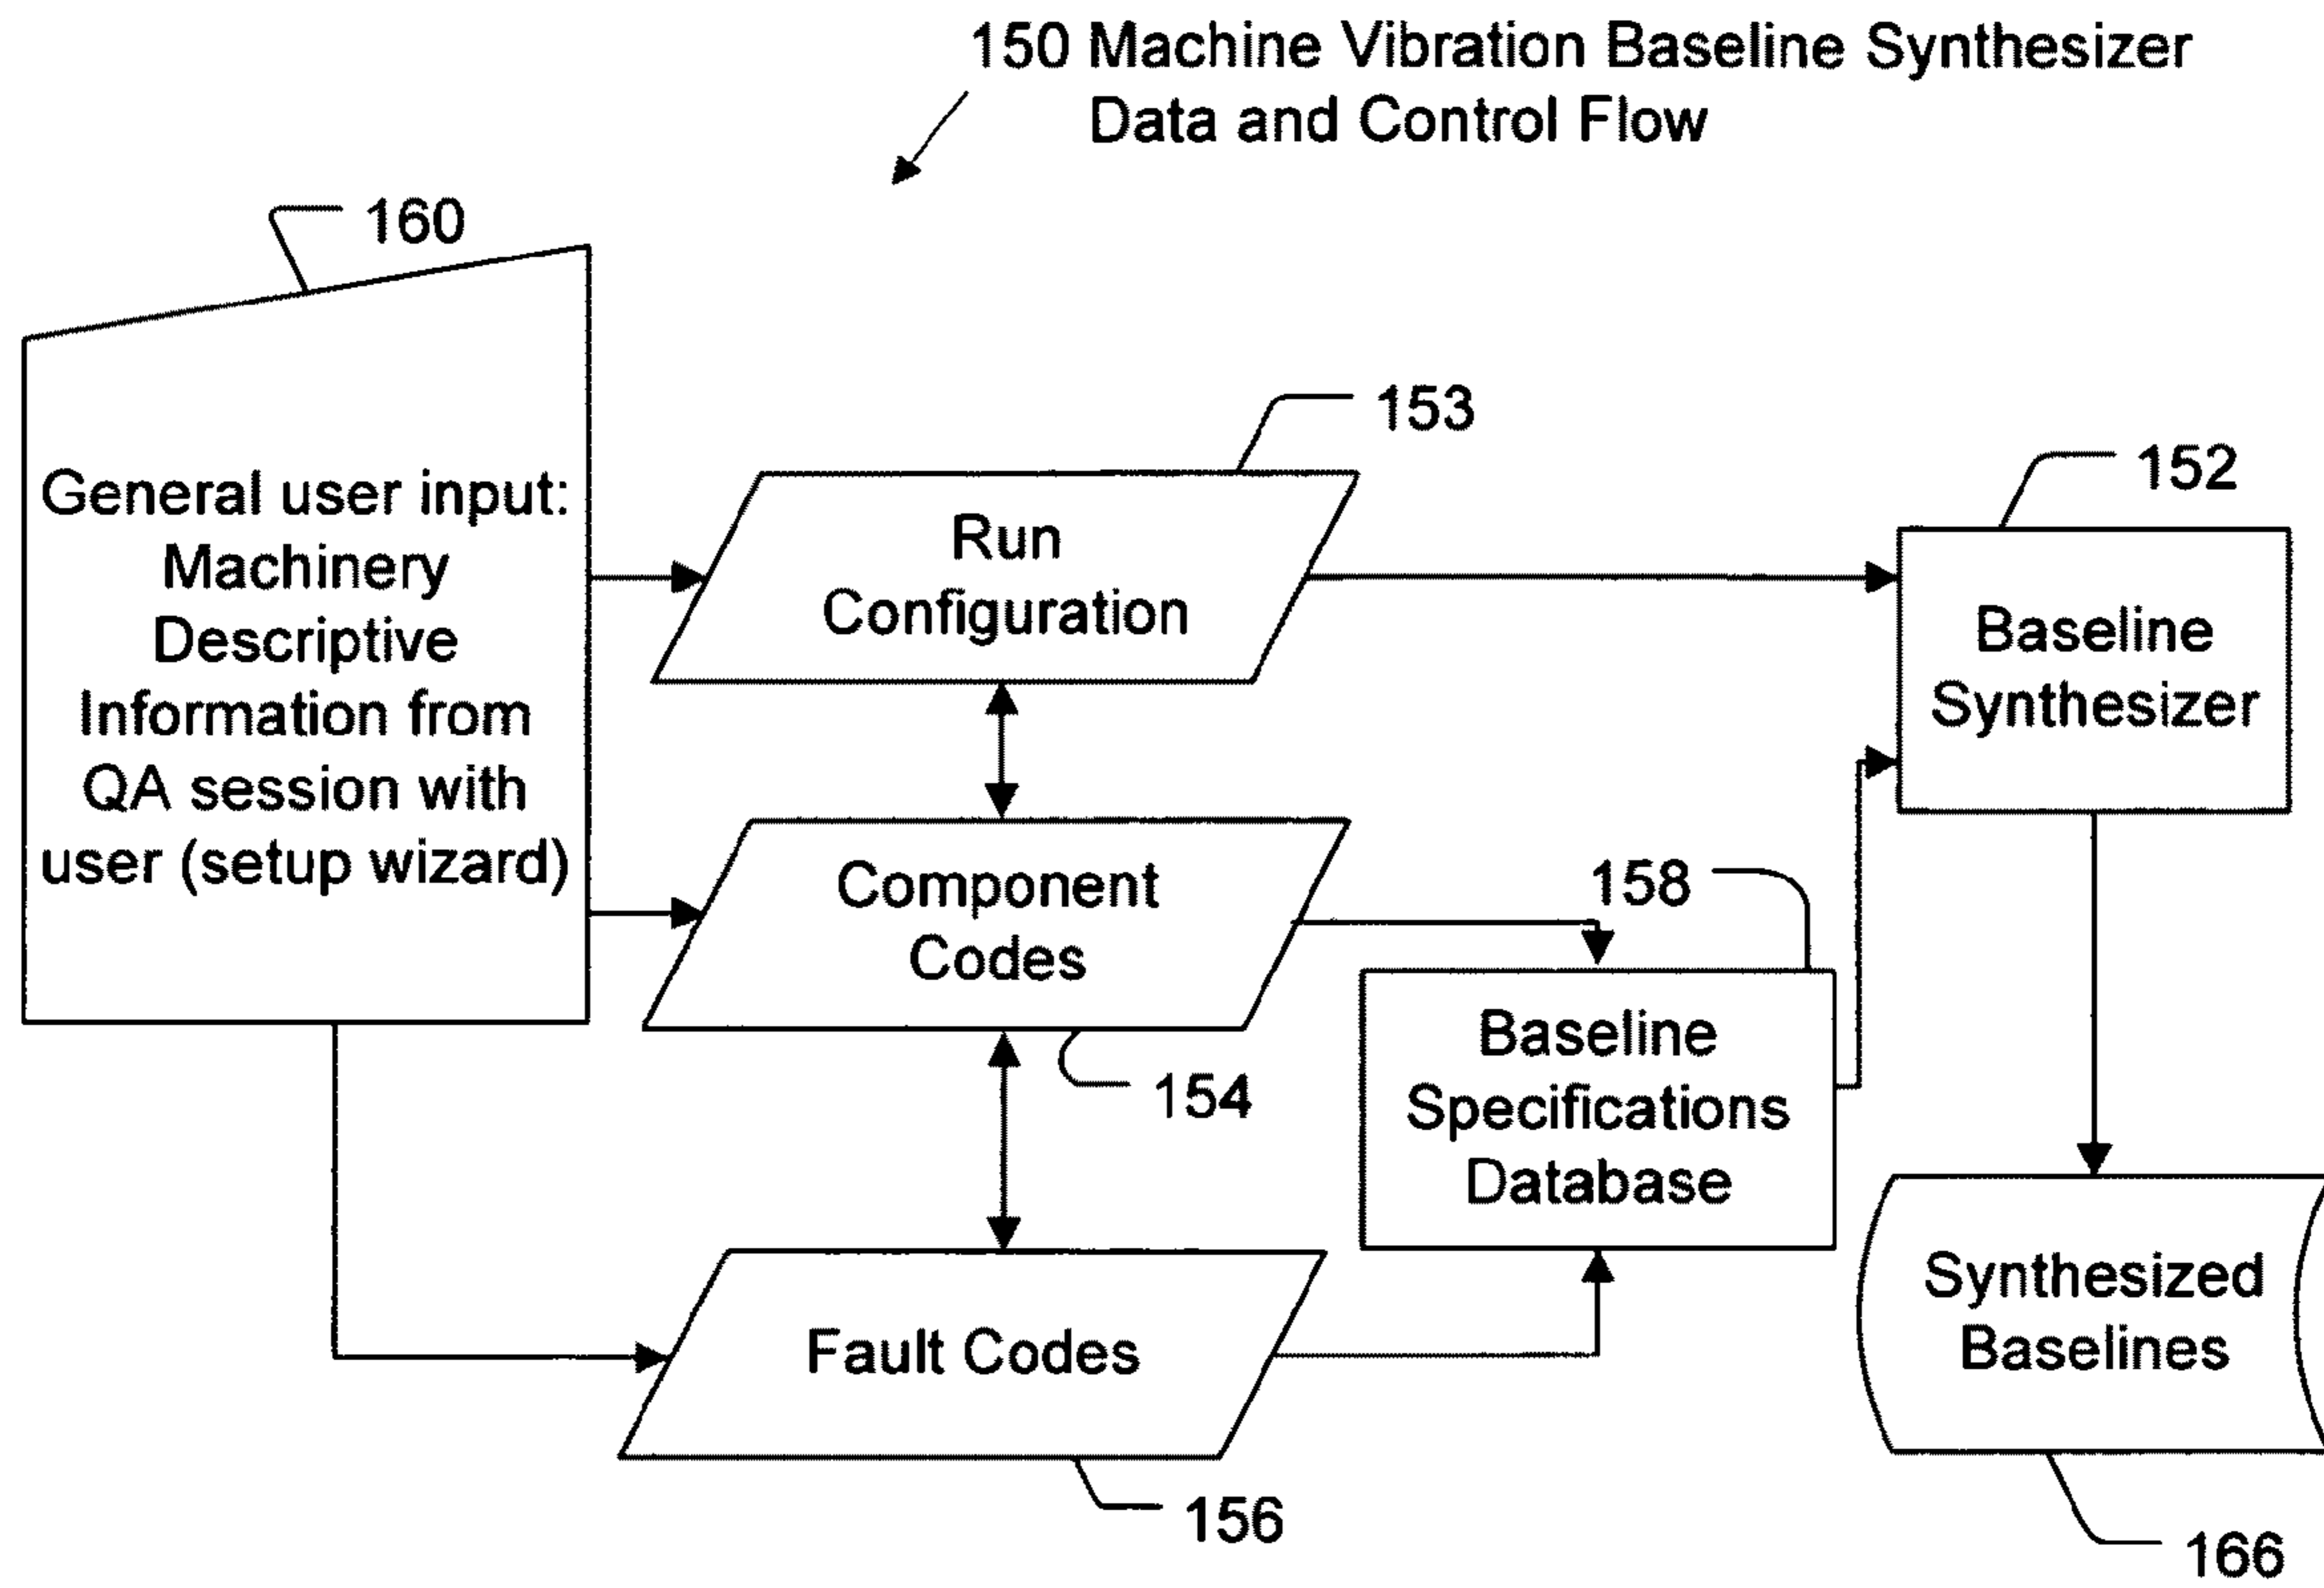 150 Machine Vibration Baseline Synthesizer
Data and Control Flow
160
General user input:
Machinery
Descriptive
Information from
QA session with
user (setup wizard)
153
Run
Configuration
152
Baseline
Synthesizer
Component
Codes
154
158
Baseline
Specifications
Database
Fault Codes
156
Synthesized
Baselines
166